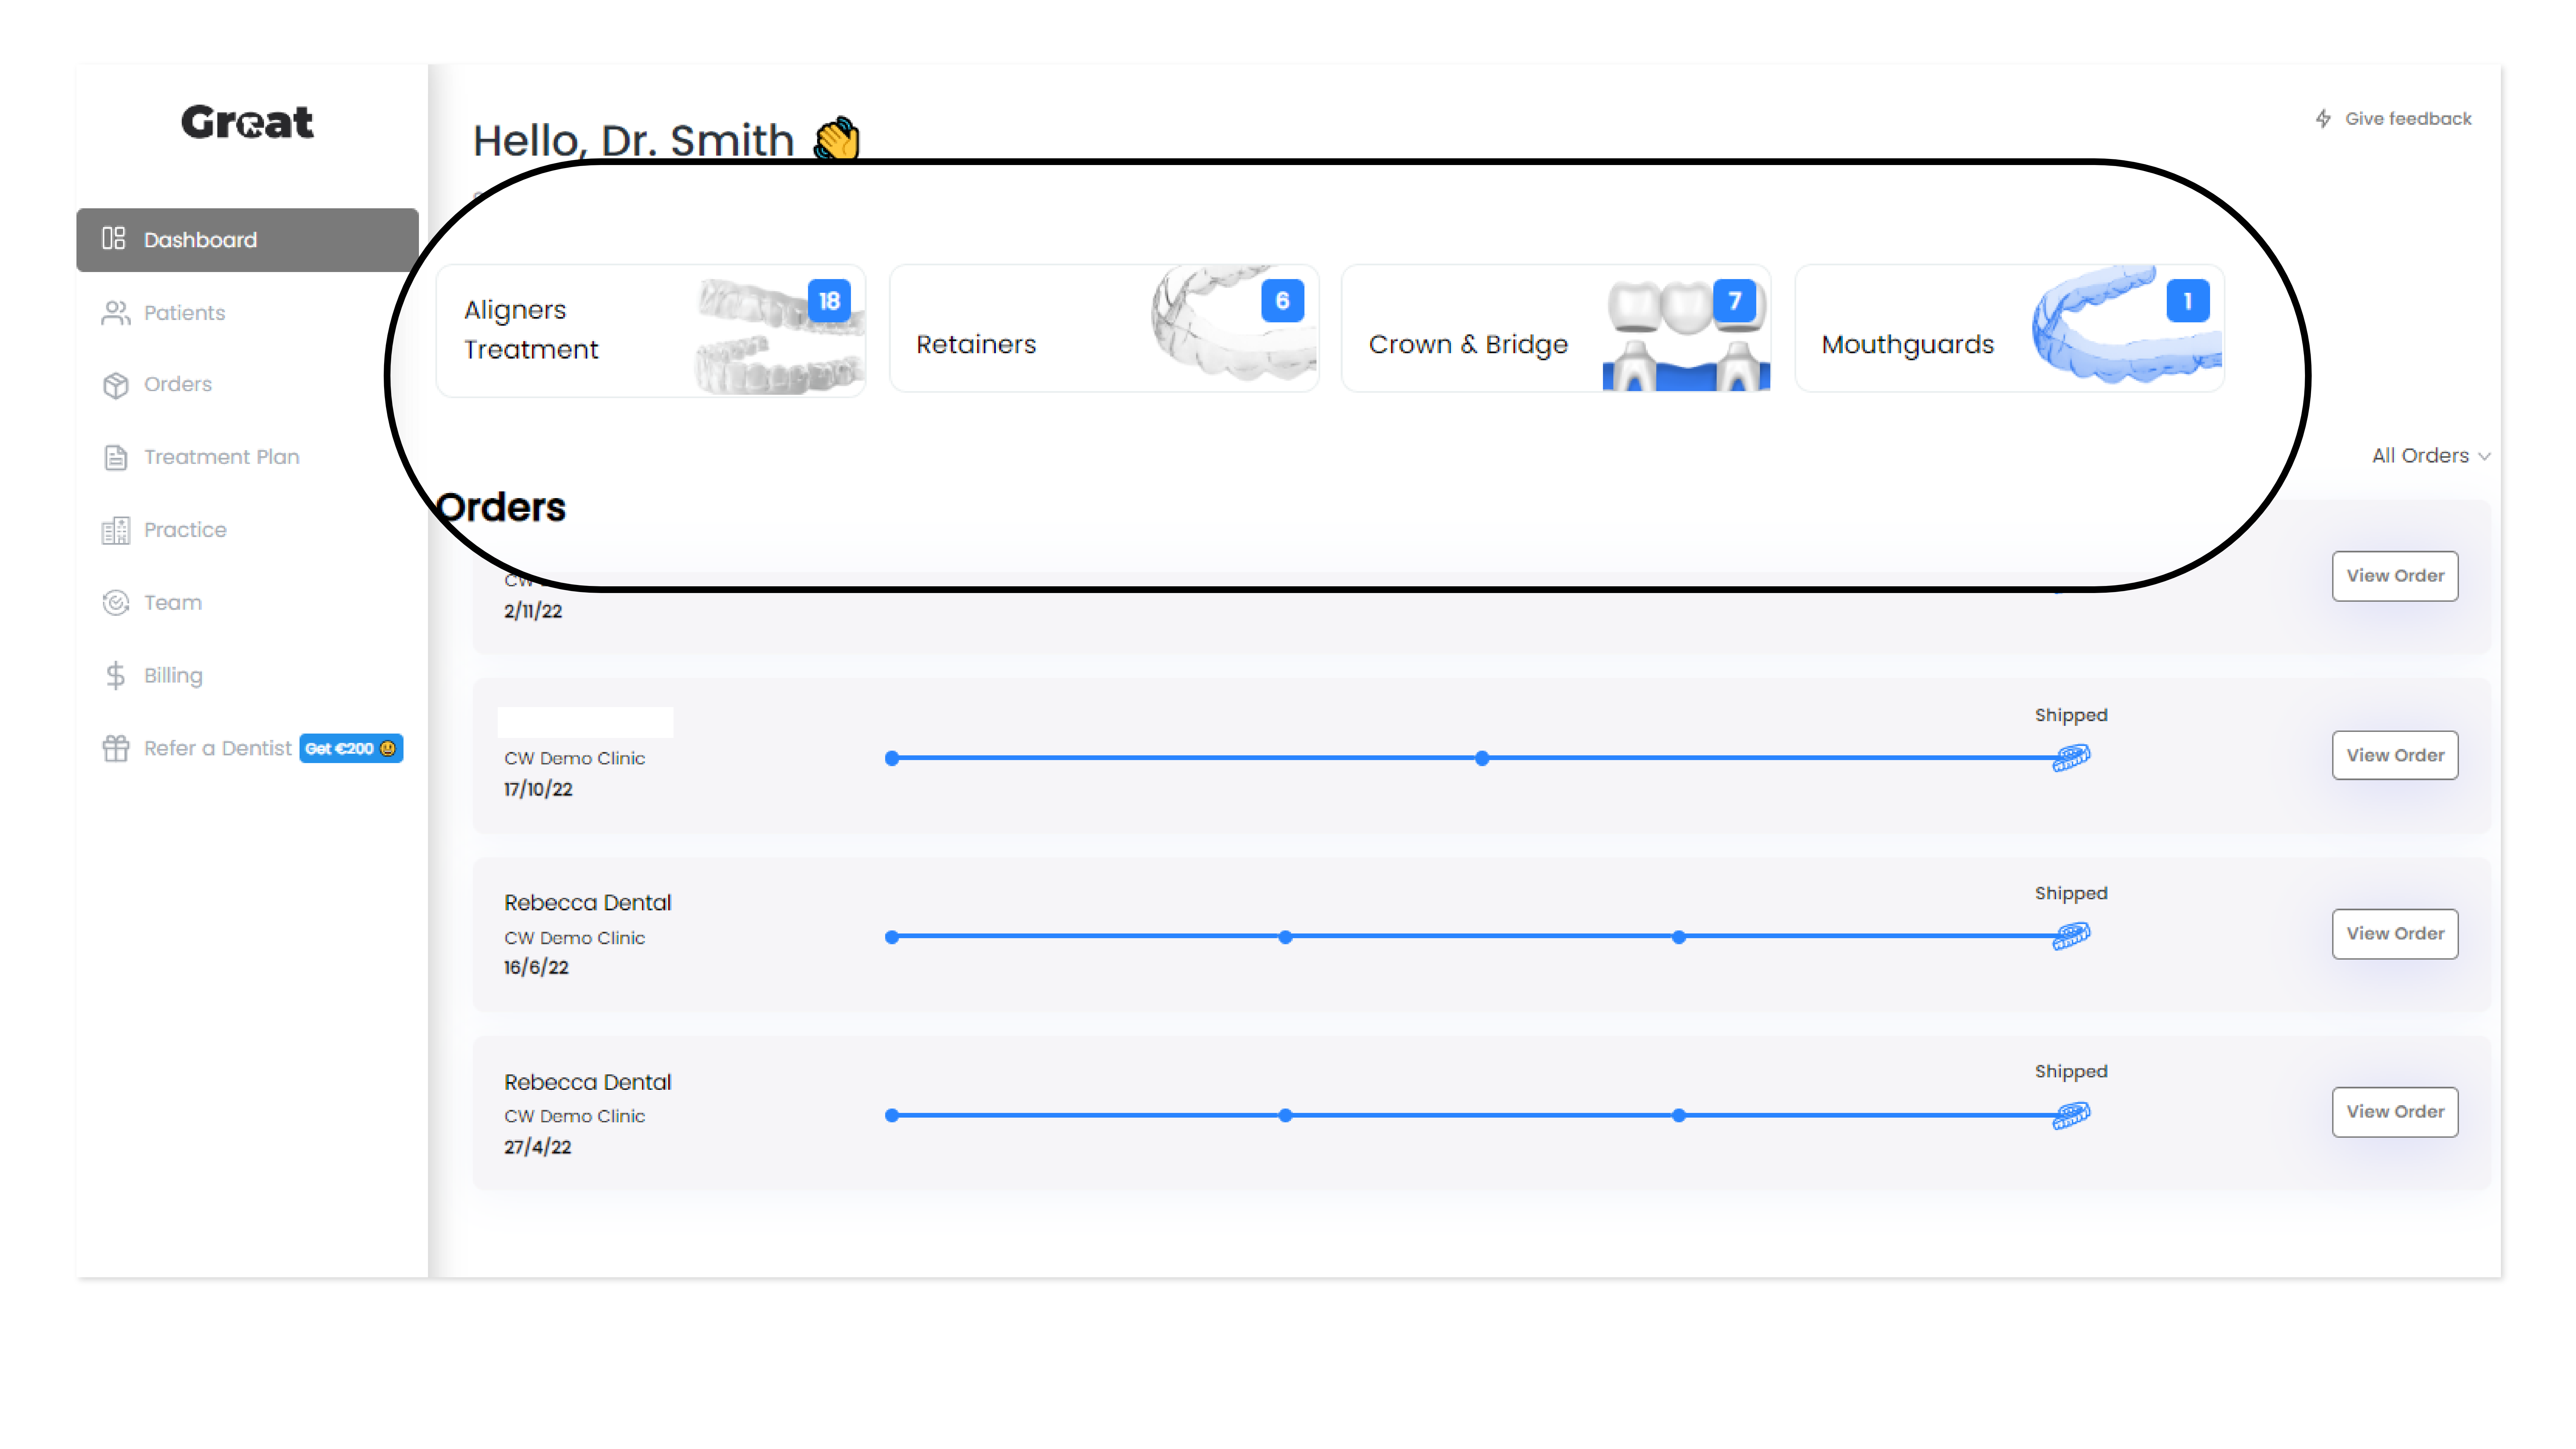 Great
Dashboard
Patients
Orders
Treatment Plan
Practice
Team
Billing
Refer a Dentist Get €200
Hello, Dr. Smith
Give feedback
Aligners
Treatment
18
Retainers
6
Crown & Bridge
7
Mouthguards
1
Orders
All Orders
2/11/22
View Order
CW Demo Clinic
17/10/22
Shipped
View Order
Rebecca Dental
CW Demo Clinic
16/6/22
Shipped
View Order
Rebecca Dental
CW Demo Clinic
27/4/22
Shipped
View Order